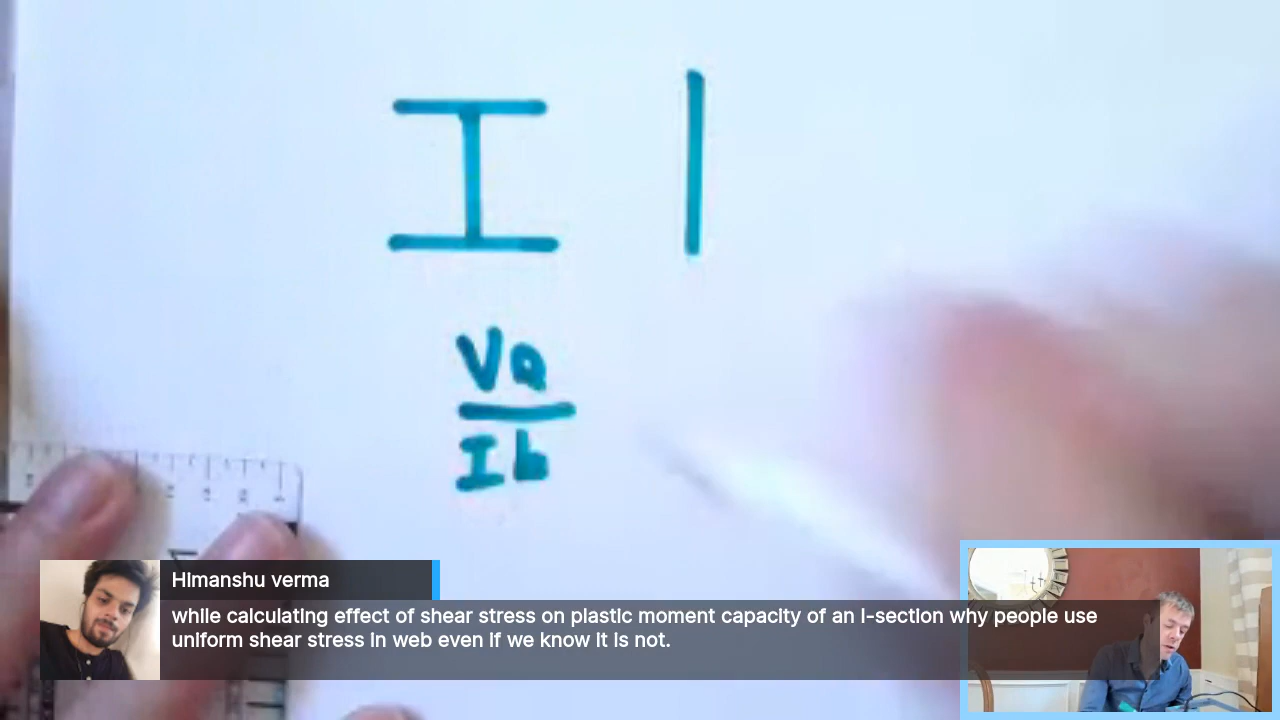 VQ
Ib
Himanshu verma
while calculating effect of shear stress on plastic moment capacity of an I-section why people use
uniform shear stress in web even if we know it is not.